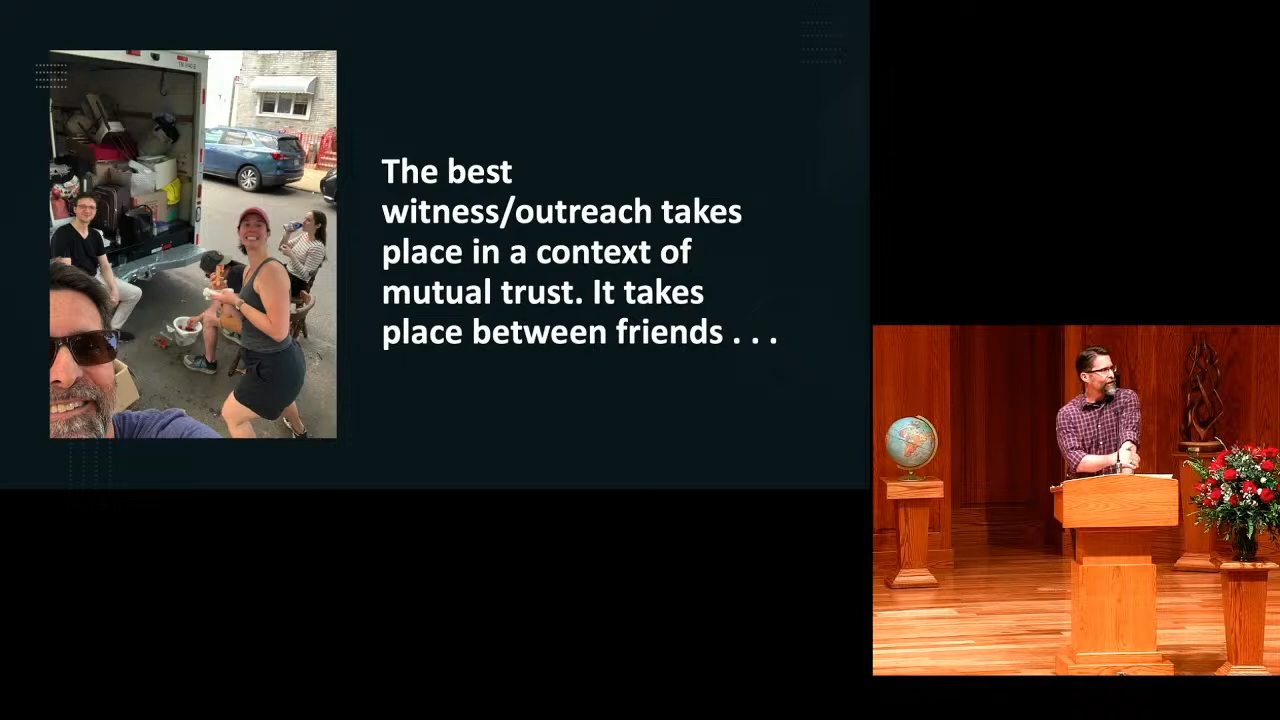 The best
witness/outreach takes
place in a context of
mutual trust. It takes
place between friends . . .